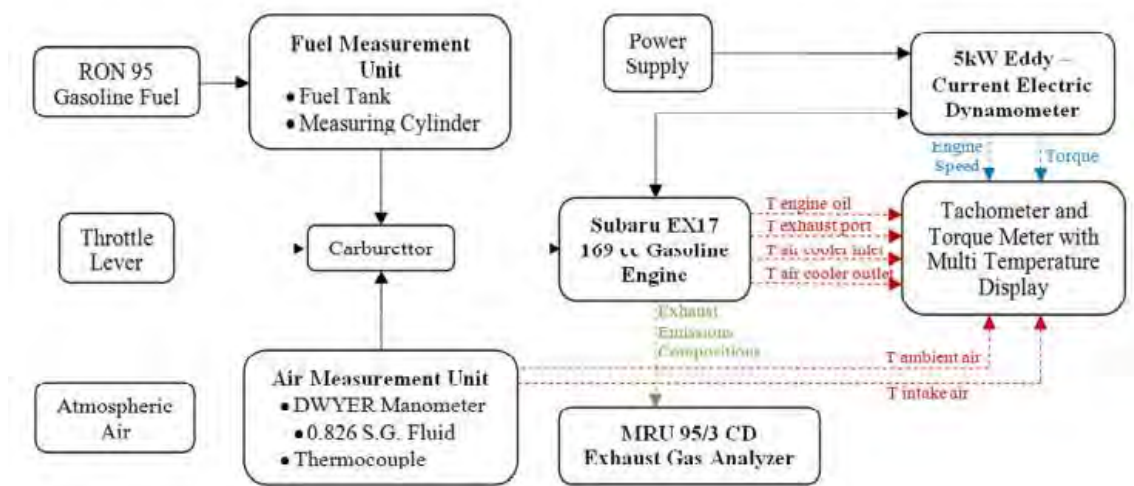 RON 95
Gasoline Fuel
Fuel Measurement
Unit
• Fuel Tank
• Measuring Cylinder
Power
Supply
5kW Eddy –
Current Electric
Dynamometer
Engine
Speed
Torque
Throttle
Lever
Carburcttor
Subaru EX17
169 cc Gasoline
Engine
T engine oil
T exhaust port
T air cooler inlet
T air cooler outlet
Tachometer and
Torque Meter with
Multi Temperature
Display
Exhaust
Emissions
Compositions
Atmospheric
Air
Air Measurement Unit
• DWYER Manometer
• 0.826 S.G. Fluid
• Thermocouple
T ambient air
T intake air
MRU 95/3 CD
Exhaust Gas Analyzer